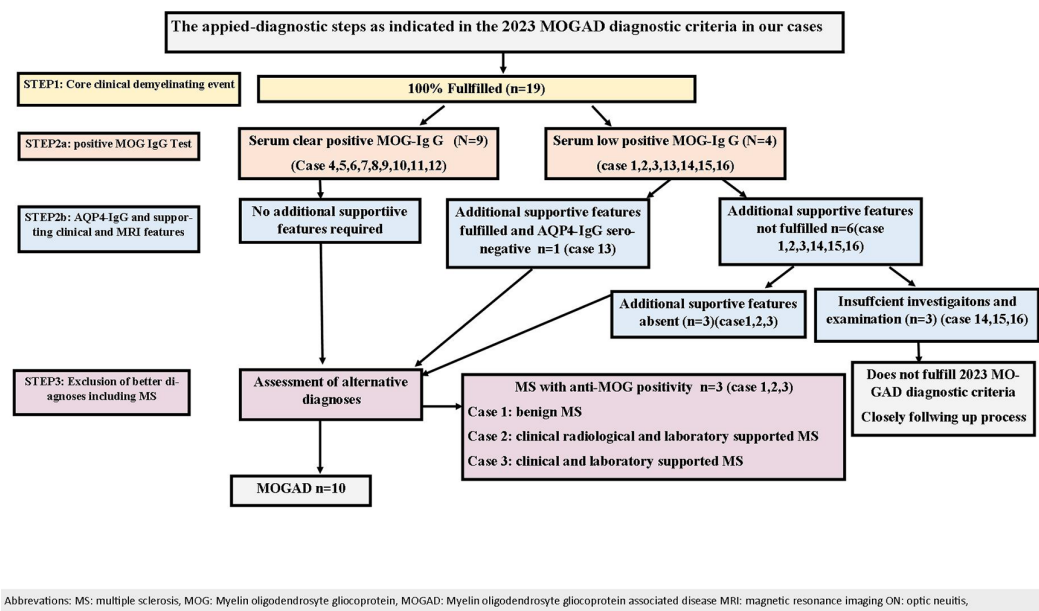 The appied-diagnostic steps as indicated in the 2023 MOGAD diagnostic criteria in our cases
STEP1: Core clinical demyelinating event
100% Fullfilled (n=19)
STEP2a: positive MOG IgG Test
Serum clear positive MOG-Ig G (N=9)
(Case 4,5,6,7,8,9,10,11,12)
Serum low positive MOG-Ig G (N=4)
(case 1,2,3,13,14,15,16)
STEP2b: AQP4-IgG and suppor-
ting clinical and MRI features
No additional supportiive
features required
Additional supportive features
fulfilled and AQP4-IgG sero-
negative n=1 (case 13)
Additional supportive features
not fulfilled n=6(case
1,2,3,14,15,16)
Additional suportive features
absent (n=3)(case1,2,3)
Insuffcient investigaitons and
examination (n=3) (case 14,15,16)
STEP3: Exclusion of better di-
agnoses including MS
Assessment of alternative
diagnoses
MS with anti-MOG positivity n=3 (case 1,2,3)
Case 1: benign MS
Case 2: clinical radiological and laboratory supported MS
Case 3: clinical and laboratory supported MS
Does not fulfill 2023 MO-
GAD diagnostic criteria
Closely follwing up process
MOGAD n=10
Abbrevations: MS: multiple sclerosis, MOG: Myelin oligodendrosyte gliocoprotein, MOGAD: Myelin oligodendrosyte gliocoprotein associated disease MRI: magnetic resonance imaging ON: optic neuitis,